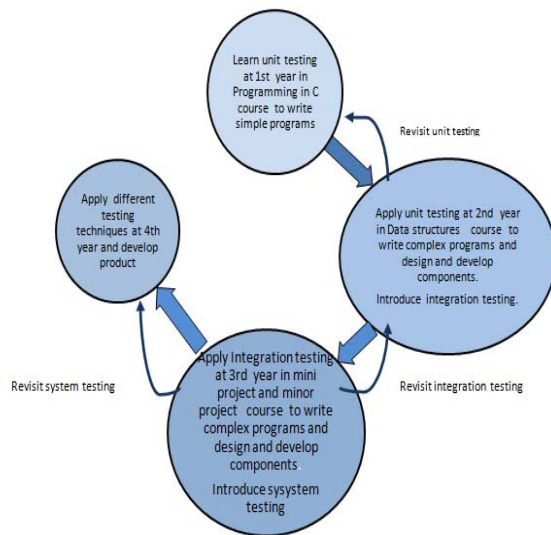 Learn unit testing
at 1st year in
Programming in C
course to write
simple programs
Revisit unit testing
Apply unit testing at 2nd year
in Data structures course to
write complex programs and
design and develop
components.
Introduce integration testing.
Apply different
testing
techniques at 4th
year and develop
product
Apply Integration testing
at 3rd year in mini
project and minor
project course to write
complex programs and
design and develop
components.
Introduce sysystem
testing
Revisit system testing
Revisit integration testing